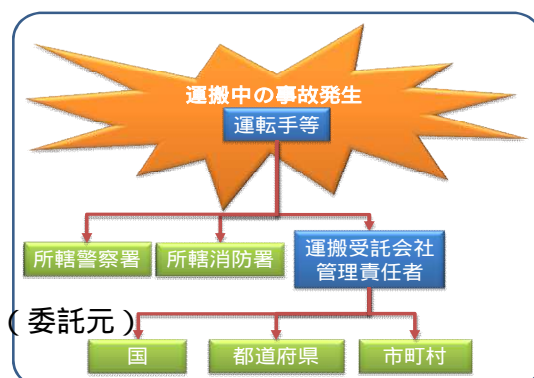 運搬中の事故発生
運転手等
所轄警察署
所轄消防署
運搬受託会社
管理責任者
（委託元）
国
都道府県
市町村